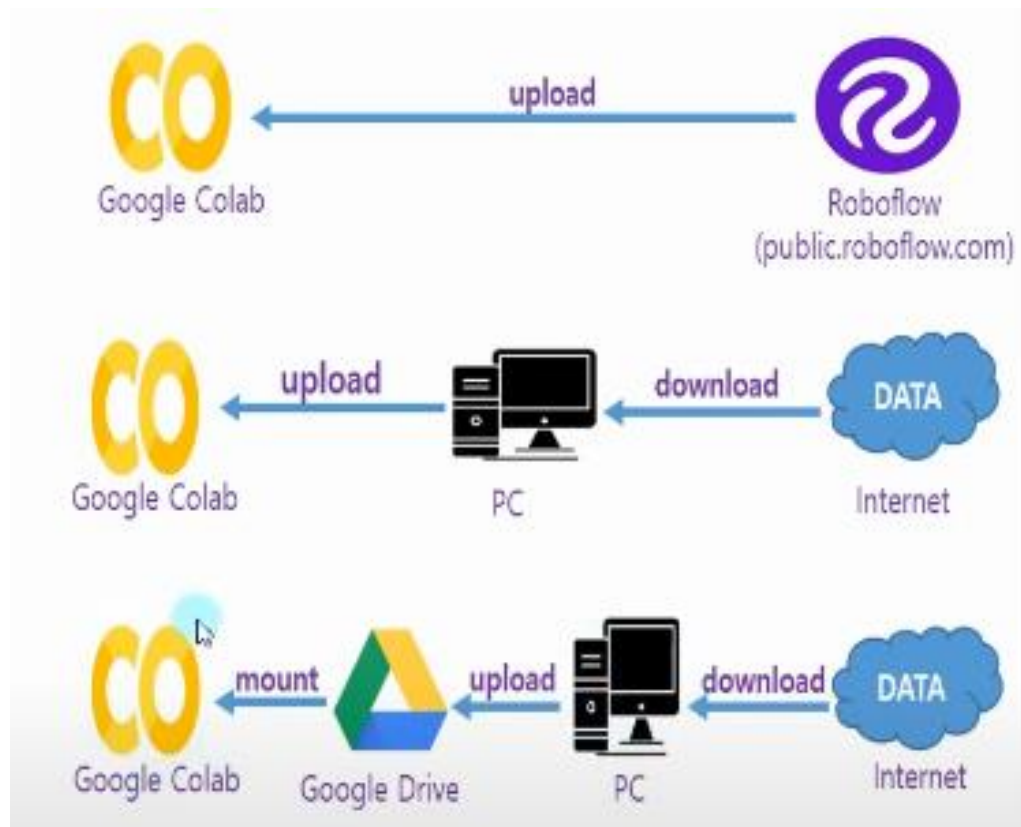 upload
Google Colab
Roboflow
(public.roboflow.com)
upload
download
DATA
Google Colab
PC
Internet
mount
upload
download
DATA
Google Colab
Google Drive
PC
Internet